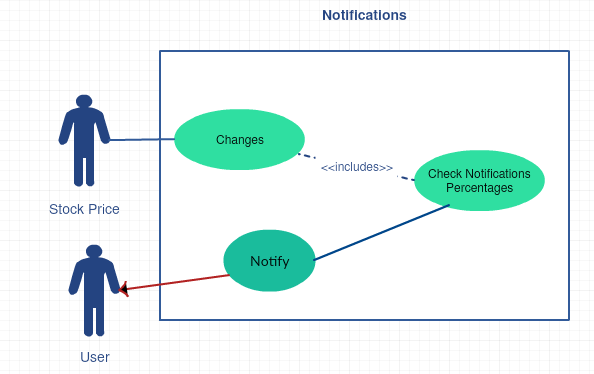 Notifications
Changes
<<includes>>
Check Notifications
Percentages
Stock Price
Notify
User